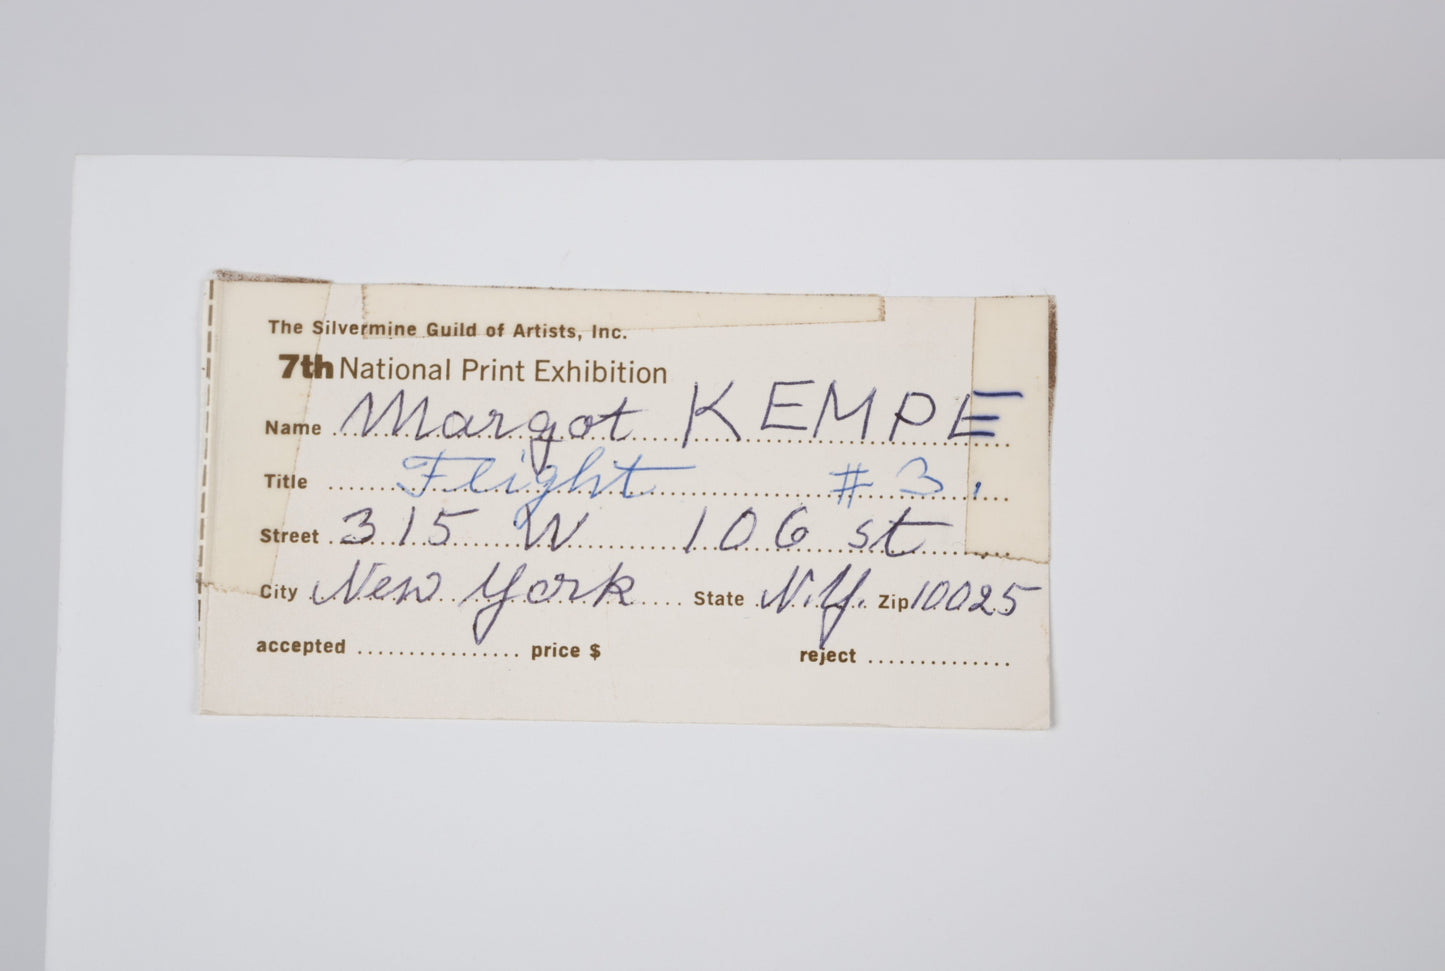 The Silvermine Guild of Artists, Inc.
7th National Print Exhibition
Name Margot KEMPE
Title Flight # 3.
Street 315 W 106 st
City New York State N.Y. Zip 10025
accepted ............... price $ reject .............